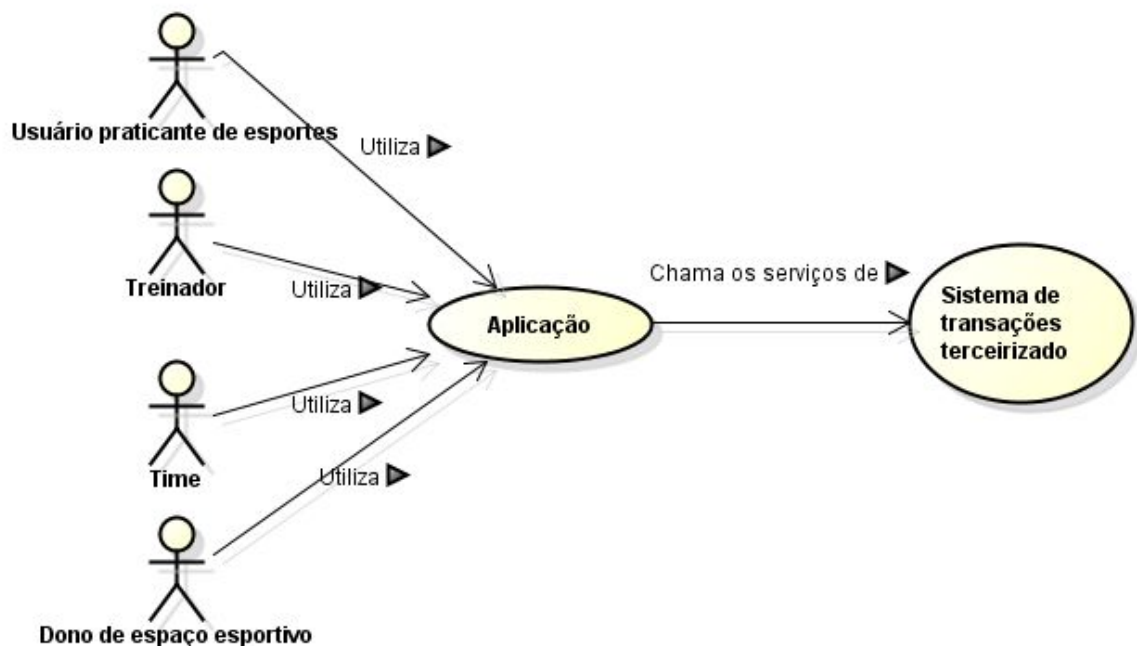 Usuário praticante de esportes
Utiliza
Treinador
Utiliza
Chama os serviços de
Aplicação
Sistema de
transações
terceirizado
Time
Utiliza
Utiliza
Dono de espaço esportivo